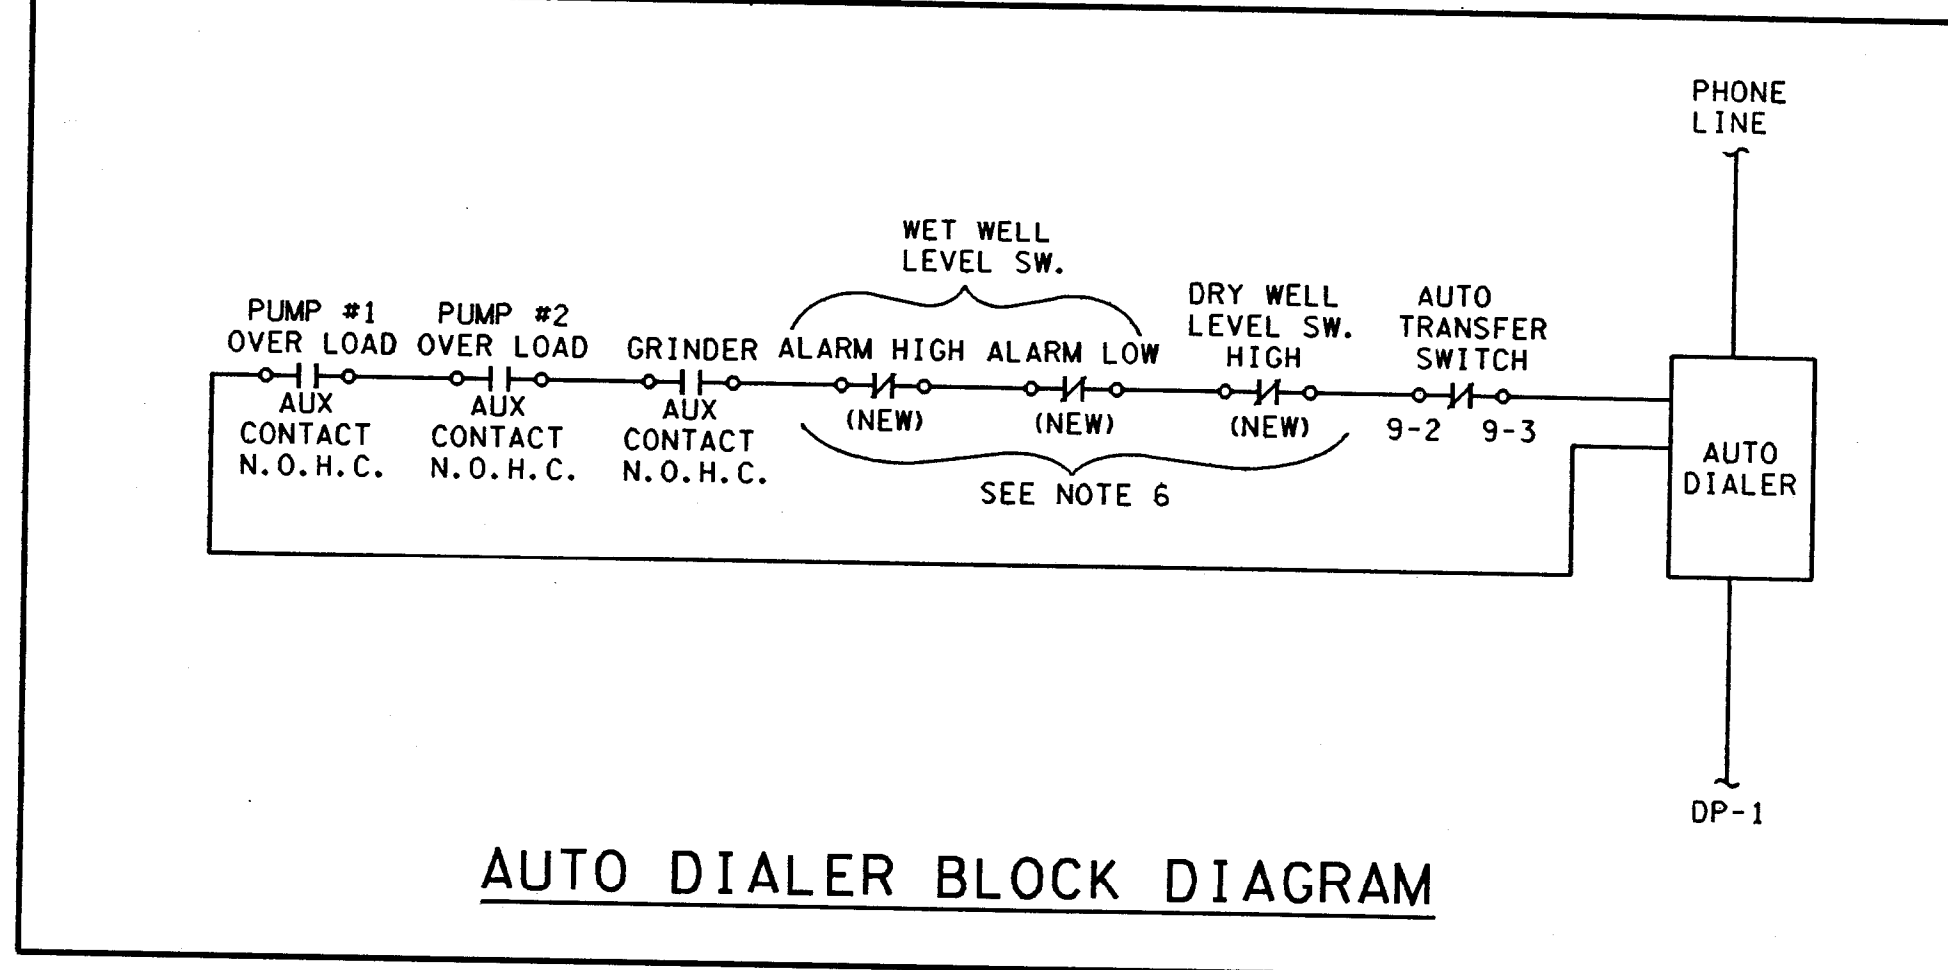 PHONE
LINE
WET WELL
LEVEL SW.
PUMP #1
OVER LOAD
PUMP #2
OVER LOAD
GRINDER
ALARM HIGH
ALARM LOW
DRY WELL
LEVEL SW.
HIGH
AUTO
TRANSFER
SWITCH
AUX
CONTACT
N.O.H.C.
AUX
CONTACT
N.O.H.C.
AUX
CONTACT
N.O.H.C.
(NEW)
(NEW)
(NEW)
9-2
9-3
SEE NOTE 6
AUTO
DIALER
DP-1
AUTO DIALER BLOCK DIAGRAM